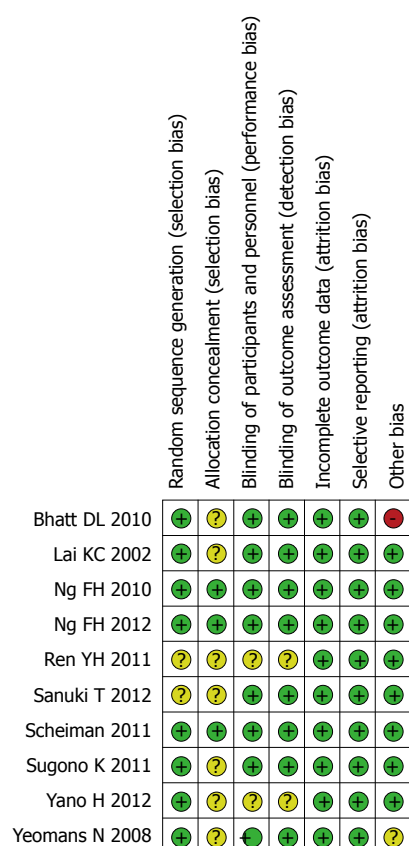 Random sequence generation (selection bias)
Allocation concealment (selection bias)
Blinding of participants and personnel (performance bias)
Blinding of outcome assessment (detection bias)
Incomplete outcome data (attrition bias)
Selective reporting (attrition bias)
Other bias
Bhatt DL 2010 + ? + + + + -
Lai KC 2002 + ? + + + + +
Ng FH 2010 + + + + + + +
Ng FH 2012 + + + + + + +
Ren YH 2011 ? ? ? ? + + +
Sanuki T 2012 ? ? + + + + +
Scheiman 2011 + + + + + + +
Sugono K 2011 + ? + + + + +
Yano H 2012 + ? ? ? + + +
Yeomans N 2008 + ? + + + + ?